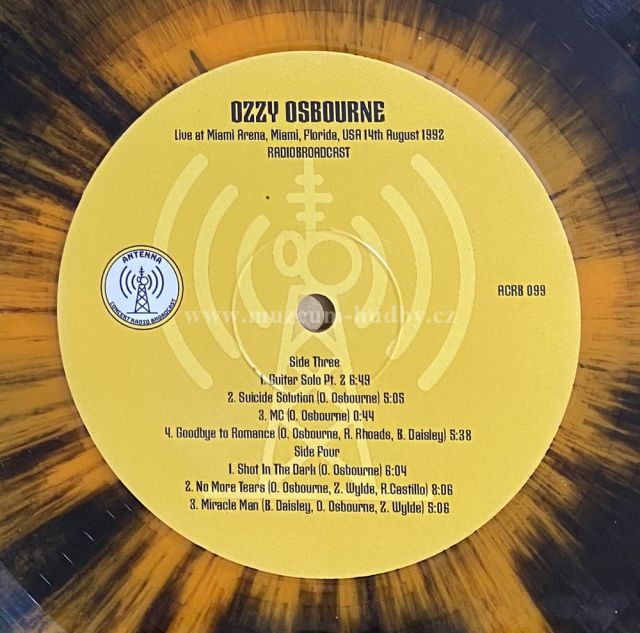 OZZY OSBOURNE
Live at Miami Arena, Miami, Florida, USA 14th August 1992
RADIOBROADCAST
ANTENNA
CONCERT RADIO BROADCAST
ACRB 099
www.muzeum-hudby.cz
Side Three
1. Guitar Solo Pt. 2 6:49
2. Suicide Solution (O. Osbourne) 5:05
3. MC (O. Osbourne) 0:44
4. Goodbye to Romance (O. Osbourne, R. Rhoads, B. Daisley) 5:38
Side Four
1. Shot In The Dark (O. Osbourne) 6:04
2. No More Tears (O. Osbourne, Z. Wylde, R.Castillo) 8:06
3. Miracle Man (B. Daisley, O. Osbourne, Z. Wylde) 5:06